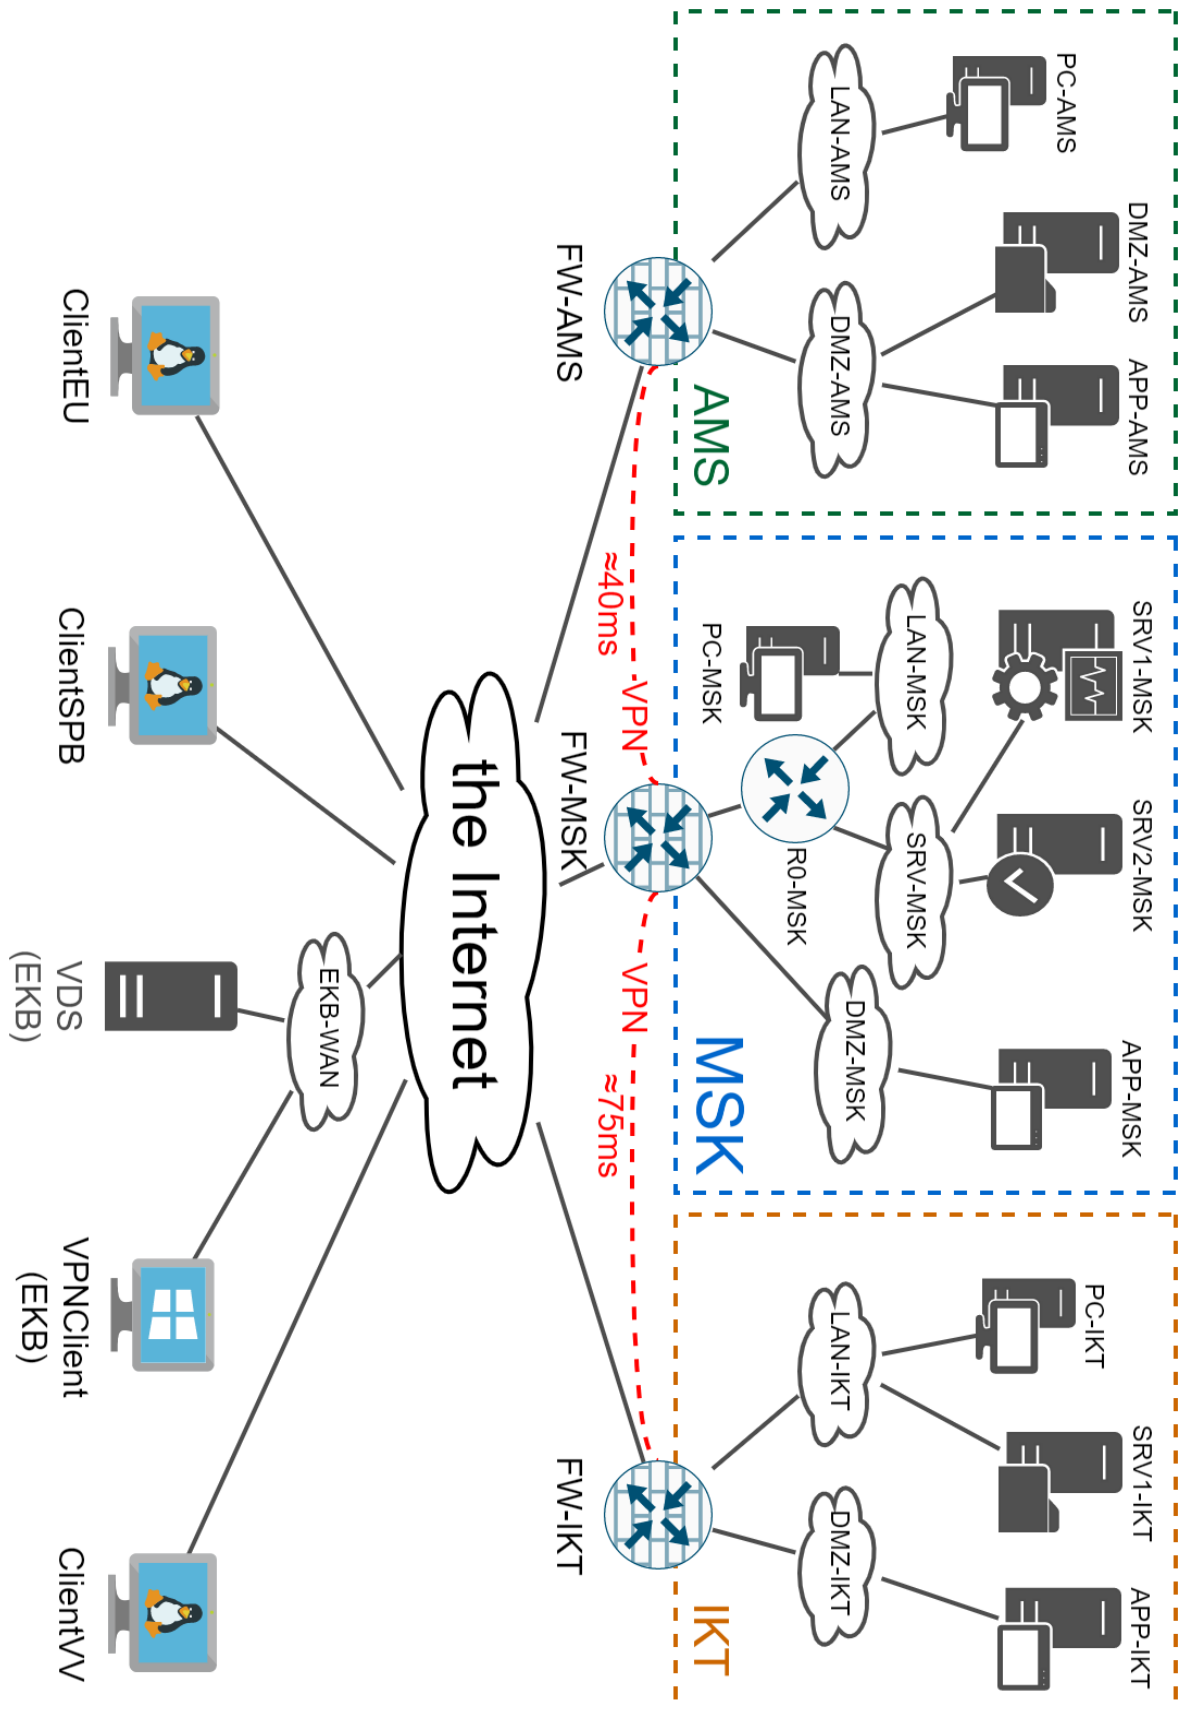 PC-AMS
DMZ-AMS
APP-AMS
LAN-AMS
DMZ-AMS
AMS
FW-AMS
SRV1-MSK
SRV2-MSK
APP-MSK
LAN-MSK
SRV-MSK
DMZ-MSK
PC-MSK
R0-MSK
MSK
FW-MSK
PC-IKT
SRV1-IKT
APP-IKT
LAN-IKT
DMZ-IKT
IKT
FW-IKT
≈40ms
VPN
VPN
≈75ms
the Internet
EKB-WAN
ClientEU
ClientSPB
VDS
(EKB)
VPNClient
(EKB)
ClientVV